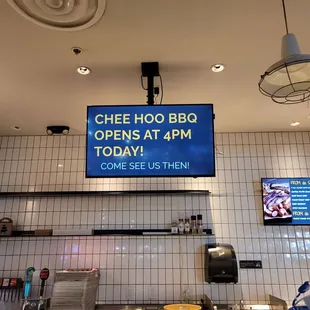 CHEE HOO BBQ
OPENS AT 4PM
TODAY!
COME SEE US THEN!